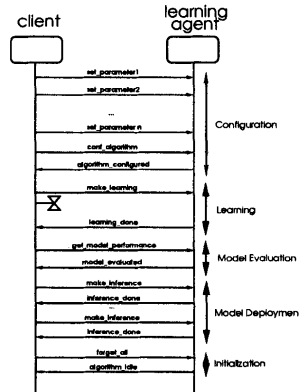 client
learning
agent
set_parameter1
set_parameter2
...
set_parameter n
Configuration
conf_algorithm
algorithm_configured
make_learning
Learning
learning_done
get_model_performance
Model Evaluation
model_evaluated
make_inference
inference_done
...
Model Deploymen
make_inference
inference_done
forget_all
Initialization
algorithm_idle